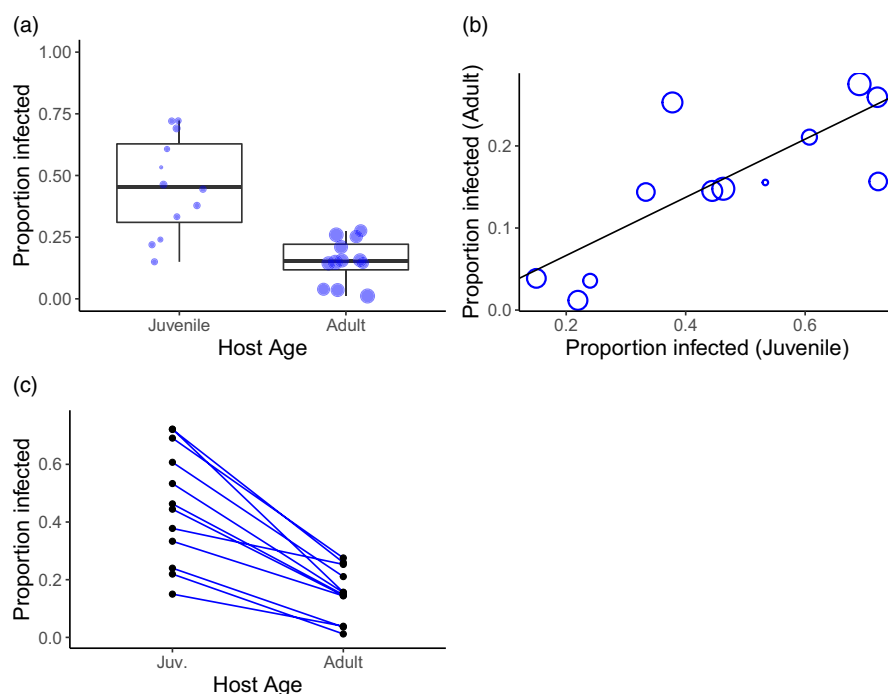 (a)
1.00
0.75
0.50
0.25
0.00
Proportion infected
Juvenile
Adult
Host Age
(b)
0.2
0.1
0.0
Proportion infected (Adult)
0.2
0.4
0.6
Proportion infected (Juvenile)
(c)
0.6
0.4
0.2
0.0
Proportion infected
Juv.
Adult
Host Age